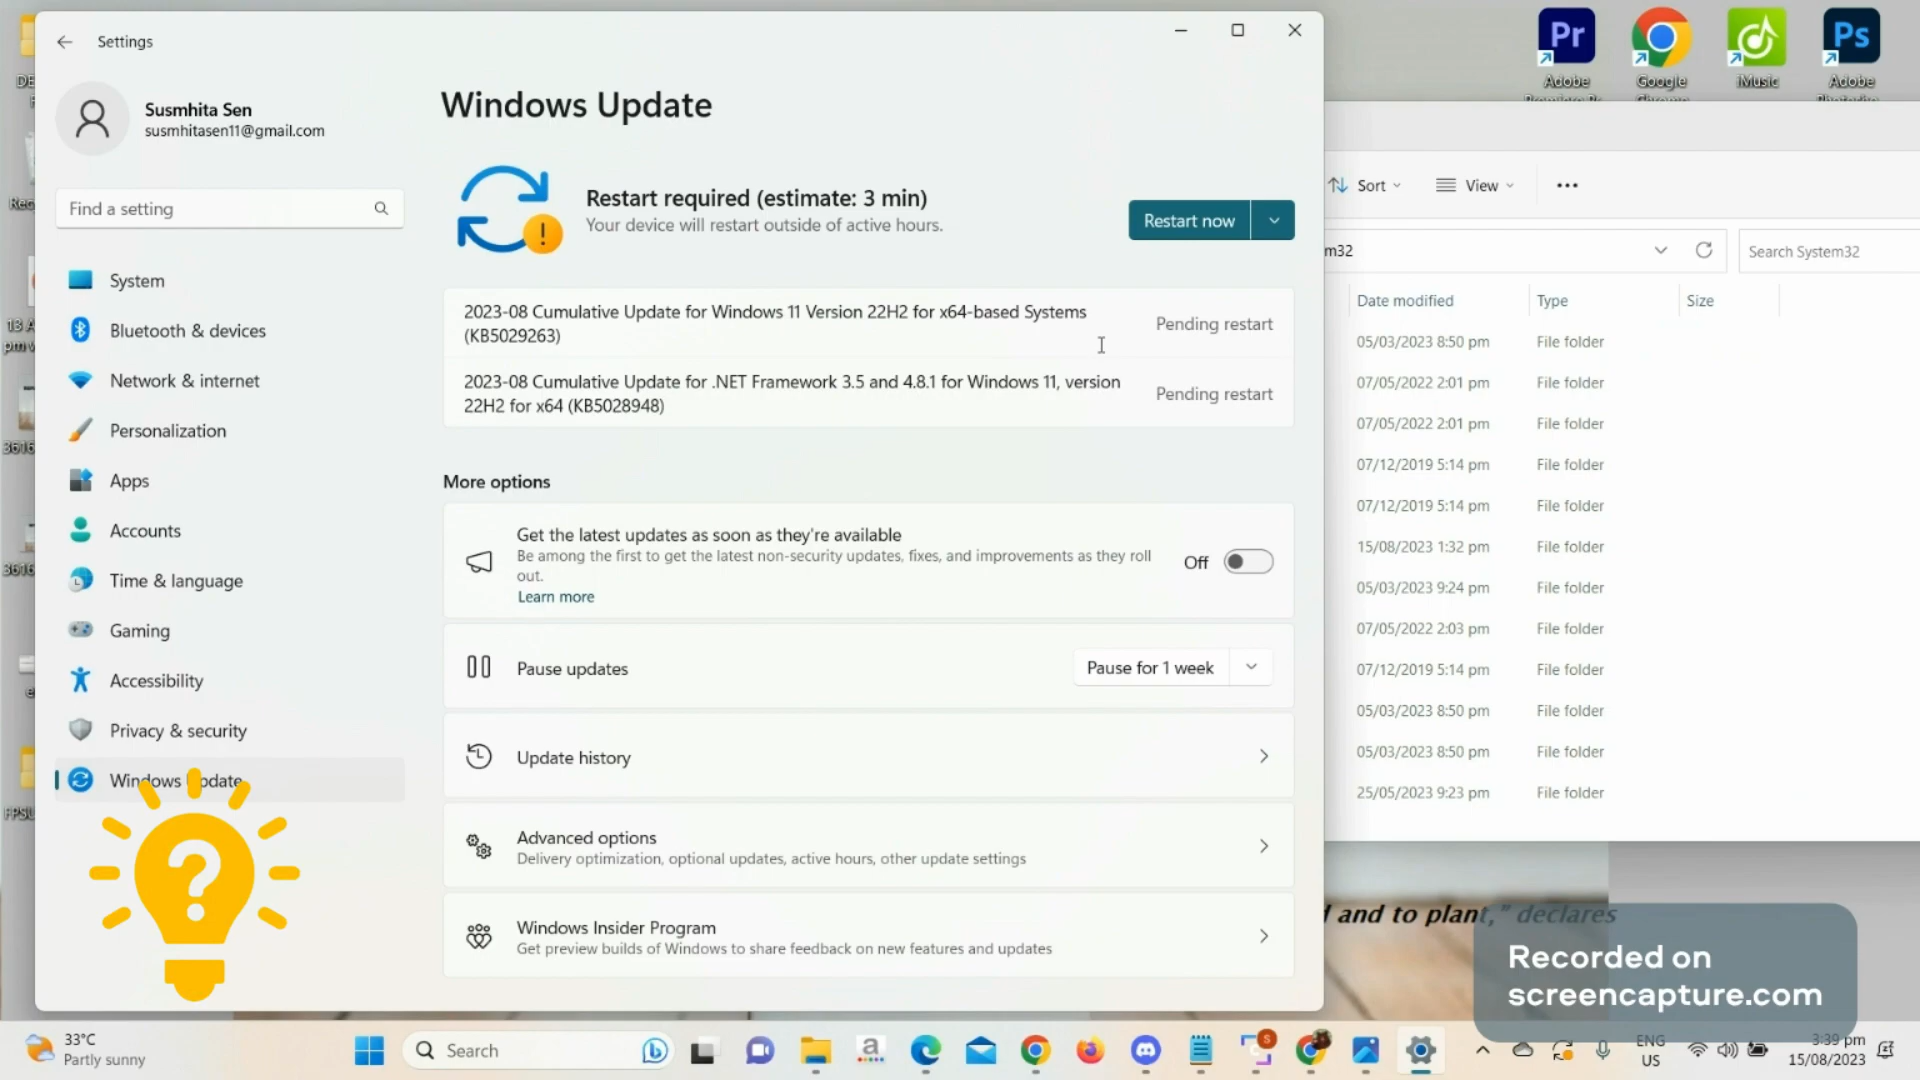 Settings
Susmhita Sen
susmhitasen11@gmail.com
Find a setting
System
Bluetooth & devices
Network & internet
Personalization
Apps
Accounts
Time & language
Gaming
Accessibility
Privacy & security
Windows Update
Windows Update
Restart required (estimate: 3 min)
Your device will restart outside of active hours.
Restart now
2023-08 Cumulative Update for Windows 11 Version 22H2 for x64-based Systems
(KB5029263)
Pending restart
2023-08 Cumulative Update for .NET Framework 3.5 and 4.8.1 for Windows 11, version
22H2 for x64 (KB5028948)
Pending restart
More options
Get the latest updates as soon as they're available
Be among the first to get the latest non-security updates, fixes, and improvements as they roll
out.
Learn more
Off
Pause updates
Pause for 1 week
Update history
Advanced options
Delivery optimization, optional updates, active hours, other update settings
Windows Insider Program
Get preview builds of Windows to share feedback on new features and updates
Pr
Ps
Adobe
Google
iMusic
Adobe
Sort
View
m32
Search System32
Date modified Type Size
05/03/2023 8:50 pm File folder
07/05/2022 2:01 pm File folder
07/05/2022 2:01 pm File folder
07/12/2019 5:14 pm File folder
07/12/2019 5:14 pm File folder
15/08/2023 1:32 pm File folder
05/03/2023 9:24 pm File folder
07/05/2022 2:03 pm File folder
07/12/2019 5:14 pm File folder
05/03/2023 8:50 pm File folder
05/03/2023 8:50 pm File folder
25/05/2023 9:23 pm File folder
and to plant," declares
Recorded on
screencapture.com
33°C
Partly sunny
Search
ENG
US
3:39 pm
15/08/2023